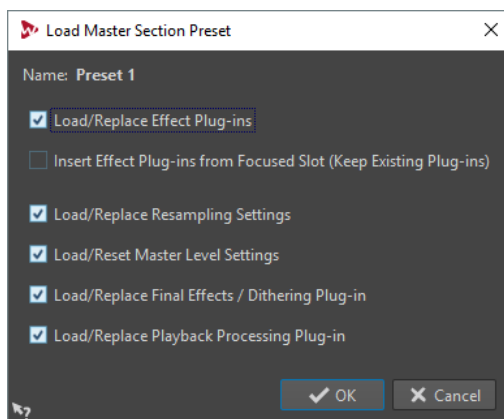 Load Master Section Preset
Name: Preset 1
Load/Replace Effect Plug-ins
Insert Effect Plug-ins from Focused Slot (Keep Existing Plug-ins)
Load/Replace Resampling Settings
Load/Reset Master Level Settings
Load/Replace Final Effects / Dithering Plug-in
Load/Replace Playback Processing Plug-in
OK Cancel
?